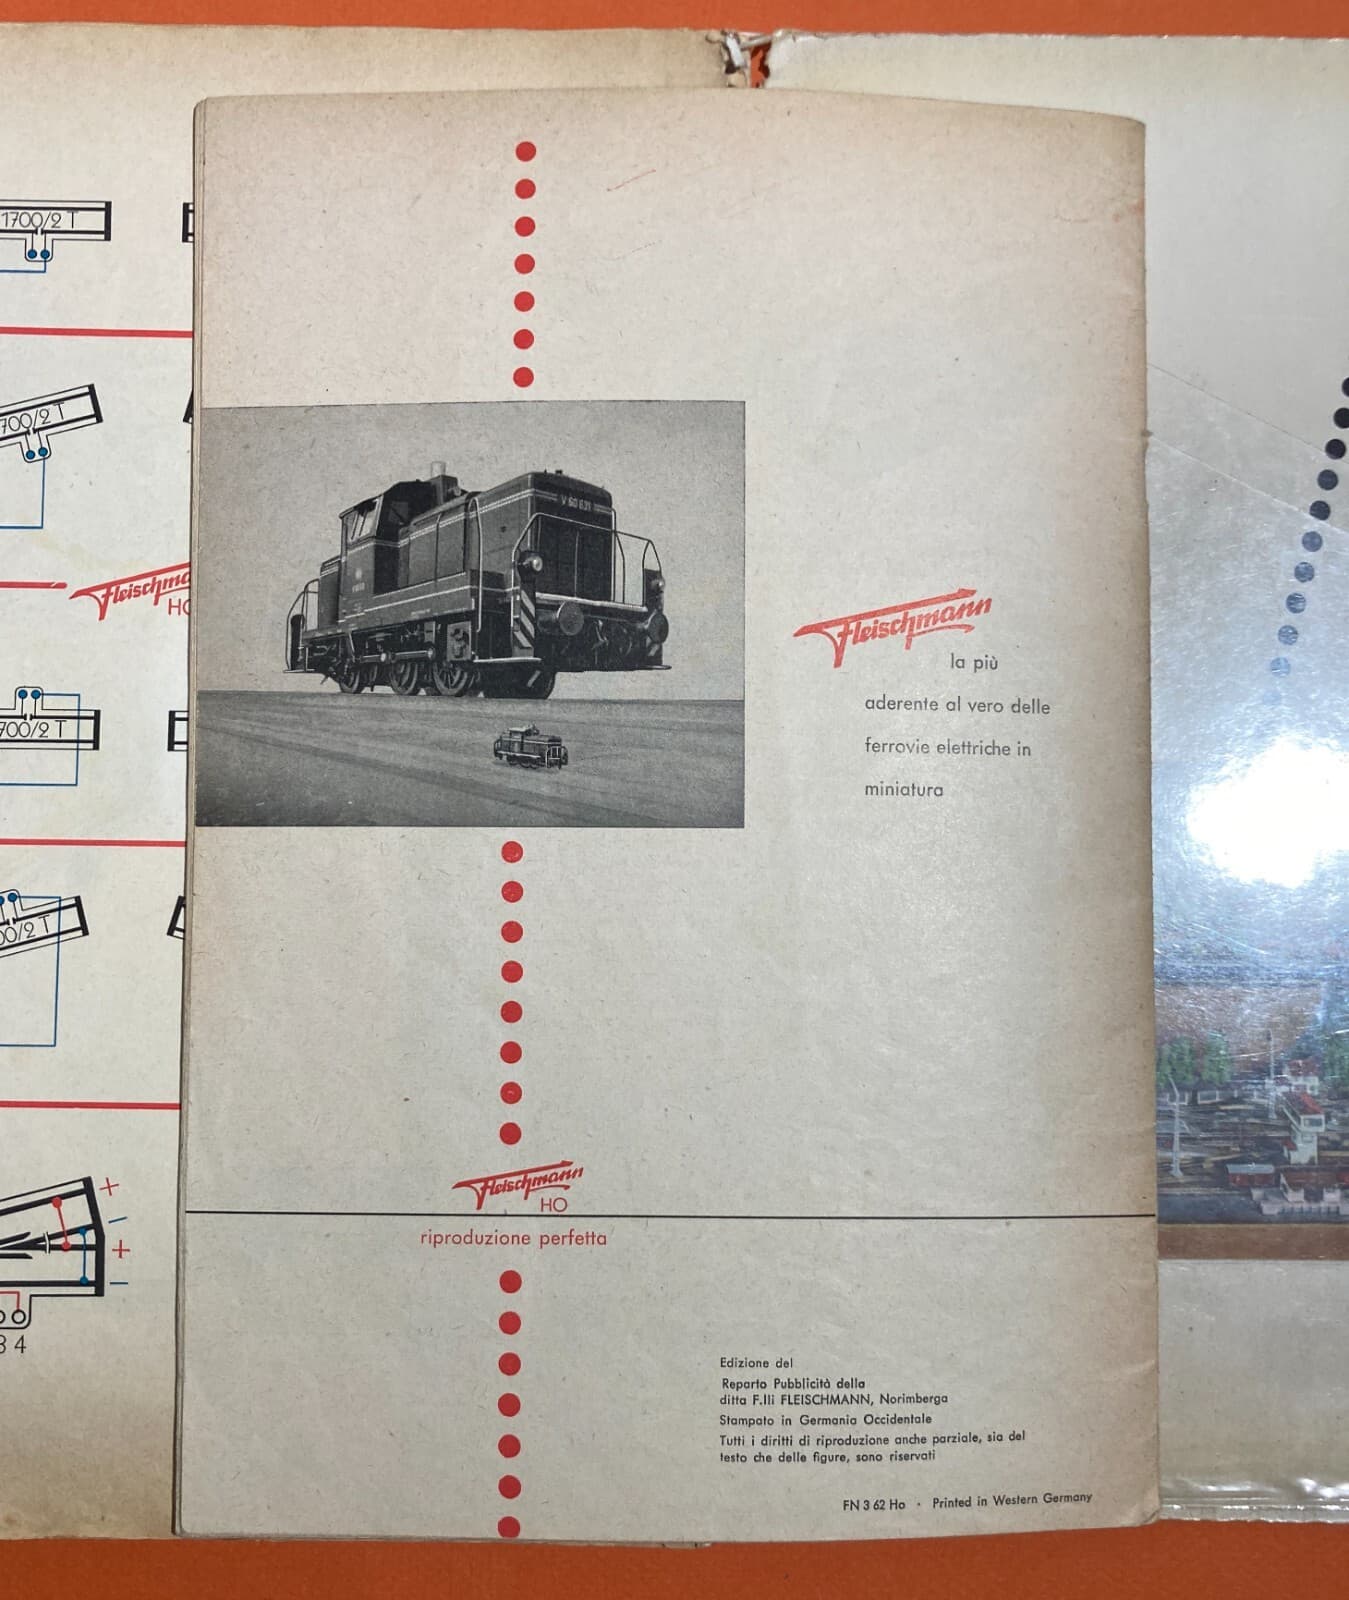 1700/2 T
700/2 T
Fleischma
700/2 T
00/2 T
+
−
+
−
3 4
V 60 631
Fleischmann
la più
aderente al vero delle
ferrovie elettriche in
miniatura
Fleischmann
HO
riproduzione perfetta
Edizione del
Reparto Pubblicità della
ditta F.lli FLEISCHMANN, Norimberga
Stampato in Germania Occidentale
Tutti i diritti di riproduzione anche parziale, sia del
testo che delle figure, sono riservati
FN 3 62 Ho · Printed in Western Germany